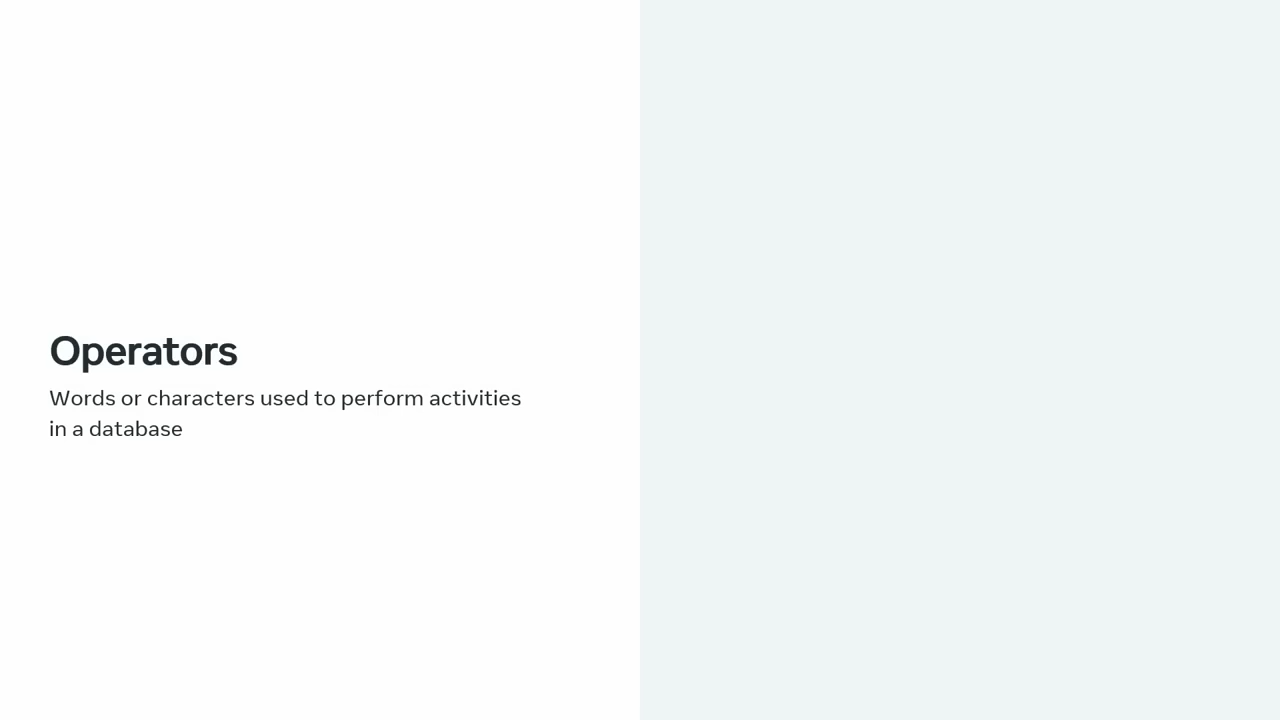 Operators
Words or characters used to perform activities
in a database